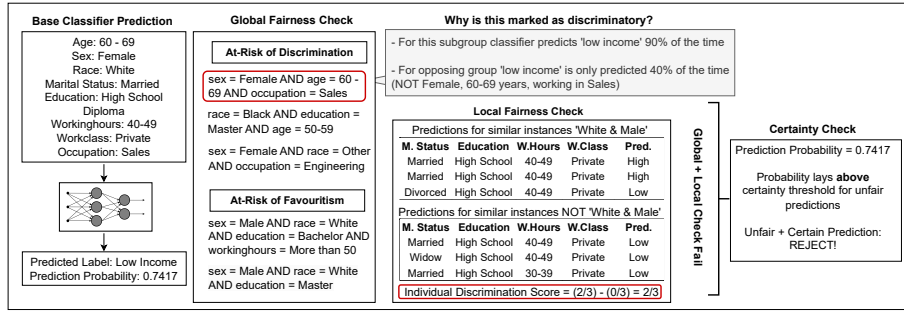 Base Classifier Prediction
Age: 60 - 69
Sex: Female
Race: White
Marital Status: Married
Education: High School
Diploma
Workinghours: 40-49
Workclass: Private
Occupation: Sales
Predicted Label: Low Income
Prediction Probability: 0.7417
Global Fairness Check
At-Risk of Discrimination
sex = Female AND age = 60 -
69 AND occupation = Sales
race = Black AND education =
Master AND age = 50-59
sex = Female AND race = Other
AND occupation = Engineering
At-Risk of Favouritism
sex = Male AND race = White
AND education = Bachelor AND
workinghours = More than 50
sex = Male AND race = White
AND education = Master
Why is this marked as discriminatory?
- For this subgroup classifier predicts 'low income' 90% of the time
- For opposing group 'low income' is only predicted 40% of the time
(NOT Female, 60-69 years, working in Sales)
Local Fairness Check
Predictions for similar instances 'White & Male'
M. Status Education W.Hours W.Class Pred.
Married High School 40-49 Private High
Married High School 40-49 Private High
Divorced High School 40-49 Private Low
Predictions for similar instances NOT 'White & Male'
M. Status Education W.Hours W.Class Pred.
Married High School 40-49 Private Low
Widow High School 40-49 Private Low
Married High School 30-39 Private Low
Individual Discrimination Score = (2/3) - (0/3) = 2/3
Global + Local Check Fail
Certainty Check
Prediction Probability = 0.7417
Probability lays above
certainty threshold for unfair
predictions
Unfair + Certain Prediction:
REJECT!